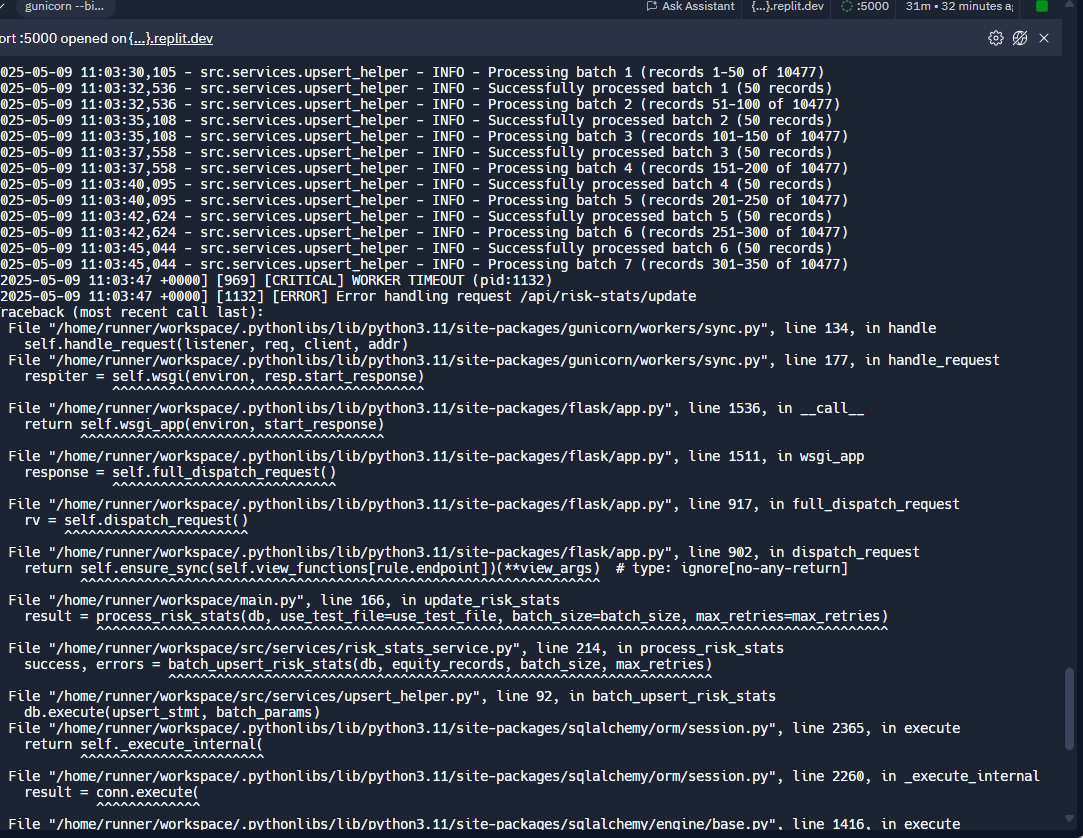 gunicorn --bi...
Ask Assistant
{...}.replit.dev
:5000
31m • 32 minutes a
ort :5000 opened on {...}.replit.dev
025-05-09 11:03:30,105 - src.services.upsert_helper - INFO - Processing batch 1 (records 1-50 of 10477)
025-05-09 11:03:32,536 - src.services.upsert_helper - INFO - Successfully processed batch 1 (50 records)
025-05-09 11:03:32,536 - src.services.upsert_helper - INFO - Processing batch 2 (records 51-100 of 10477)
025-05-09 11:03:35,108 - src.services.upsert_helper - INFO - Successfully processed batch 2 (50 records)
025-05-09 11:03:35,108 - src.services.upsert_helper - INFO - Processing batch 3 (records 101-150 of 10477)
025-05-09 11:03:37,558 - src.services.upsert_helper - INFO - Successfully processed batch 3 (50 records)
025-05-09 11:03:37,558 - src.services.upsert_helper - INFO - Processing batch 4 (records 151-200 of 10477)
025-05-09 11:03:40,095 - src.services.upsert_helper - INFO - Successfully processed batch 4 (50 records)
025-05-09 11:03:40,095 - src.services.upsert_helper - INFO - Processing batch 5 (records 201-250 of 10477)
025-05-09 11:03:42,624 - src.services.upsert_helper - INFO - Successfully processed batch 5 (50 records)
025-05-09 11:03:42,624 - src.services.upsert_helper - INFO - Processing batch 6 (records 251-300 of 10477)
025-05-09 11:03:45,044 - src.services.upsert_helper - INFO - Successfully processed batch 6 (50 records)
025-05-09 11:03:45,044 - src.services.upsert_helper - INFO - Processing batch 7 (records 301-350 of 10477)
2025-05-09 11:03:47 +0000] [969] [CRITICAL] WORKER TIMEOUT (pid:1132)
2025-05-09 11:03:47 +0000] [1132] [ERROR] Error handling request /api/risk-stats/update
raceback (most recent call last):
File "/home/runner/workspace/.pythonlibs/lib/python3.11/site-packages/gunicorn/workers/sync.py", line 134, in handle
self.handle_request(listener, req, client, addr)
File "/home/runner/workspace/.pythonlibs/lib/python3.11/site-packages/gunicorn/workers/sync.py", line 177, in handle_request
respiter = self.wsgi(environ, resp.start_response)
^^^^^^^^^^^^^^^^^^^^^^^^^^^^^^^^^^^^^^^
File "/home/runner/workspace/.pythonlibs/lib/python3.11/site-packages/flask/app.py", line 1536, in __call__
return self.wsgi_app(environ, start_response)
^^^^^^^^^^^^^^^^^^^^^^^^^^^^^^^^^^^^^^
File "/home/runner/workspace/.pythonlibs/lib/python3.11/site-packages/flask/app.py", line 1511, in wsgi_app
response = self.full_dispatch_request()
^^^^^^^^^^^^^^^^^^^^^^^^^^^^
File "/home/runner/workspace/.pythonlibs/lib/python3.11/site-packages/flask/app.py", line 917, in full_dispatch_request
rv = self.dispatch_request()
^^^^^^^^^^^^^^^^^^^^^^^
File "/home/runner/workspace/.pythonlibs/lib/python3.11/site-packages/flask/app.py", line 902, in dispatch_request
return self.ensure_sync(self.view_functions[rule.endpoint])(**view_args)  # type: ignore[no-any-return]
^^^^^^^^^^^^^^^^^^^^^^^^^^^^^^^^^^^^^^^^^^^^^^^^^^^^^^^^^^^^^^^^^
File "/home/runner/workspace/main.py", line 166, in update_risk_stats
result = process_risk_stats(db, use_test_file=use_test_file, batch_size=batch_size, max_retries=max_retries)
^^^^^^^^^^^^^^^^^^^^^^^^^^^^^^^^^^^^^^^^^^^^^^^^^^^^^^^^^^^^^^^^^^^^^^^^^^^^^^^^^^^^^^^^^^^^^^^^^^^
File "/home/runner/workspace/src/services/risk_stats_service.py", line 214, in process_risk_stats
success, errors = batch_upsert_risk_stats(db, equity_records, batch_size, max_retries)
^^^^^^^^^^^^^^^^^^^^^^^^^^^^^^^^^^^^^^^^^^^^^^^^^^^^^^^^^^^^^^^^^^^^
File "/home/runner/workspace/src/services/upsert_helper.py", line 92, in batch_upsert_risk_stats
db.execute(upsert_stmt, batch_params)
File "/home/runner/workspace/.pythonlibs/lib/python3.11/site-packages/sqlalchemy/orm/session.py", line 2365, in execute
return self._execute_internal(
^^^^^^^^^^^^^^^^^^^^^^^
File "/home/runner/workspace/.pythonlibs/lib/python3.11/site-packages/sqlalchemy/orm/session.py", line 2260, in _execute_internal
result = conn.execute(
^^^^^^^^^^^^^
File "/home/runner/workspace/.pythonlibs/lib/python3.11/site-packages/sqlalchemy/engine/base.py", line 1416, in execute